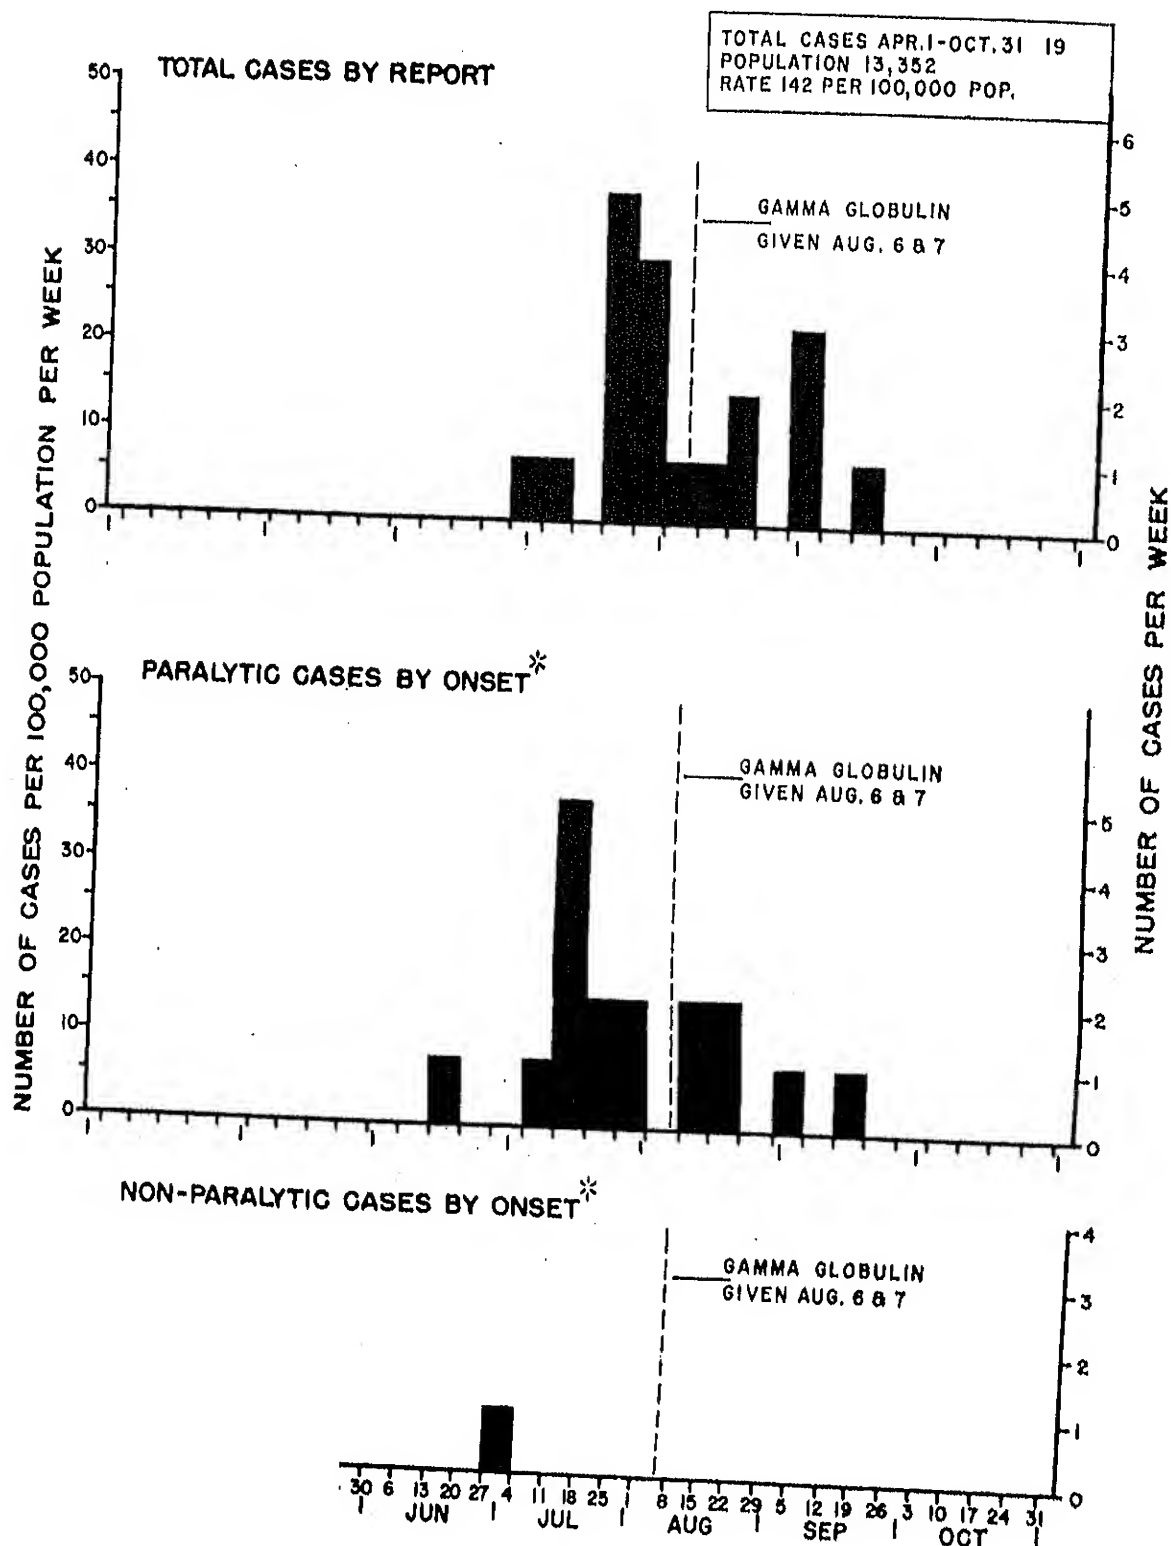 TOTAL CASES APR.1-OCT.31 19
POPULATION 13,352
RATE 142 PER 100,000 POP.
TOTAL CASES BY REPORT
50
40
30
20
10
0
6
5
4
3
2
1
0
GAMMA GLOBULIN
GIVEN AUG. 6 & 7
NUMBER OF CASES PER 100,000 POPULATION PER WEEK
NUMBER OF CASES PER WEEK
PARALYTIC CASES BY ONSET*
50
40
30
20
10
0
5
4
3
2
1
0
GAMMA GLOBULIN
GIVEN AUG. 6 & 7
NON-PARALYTIC CASES BY ONSET*
4
3
2
1
0
GAMMA GLOBULIN
GIVEN AUG. 6 & 7
30 6 13 20 27 4 11 18 25 1 8 15 22 29 5 12 19 26 3 10 17 24 31
JUN JUL AUG SEP OCT